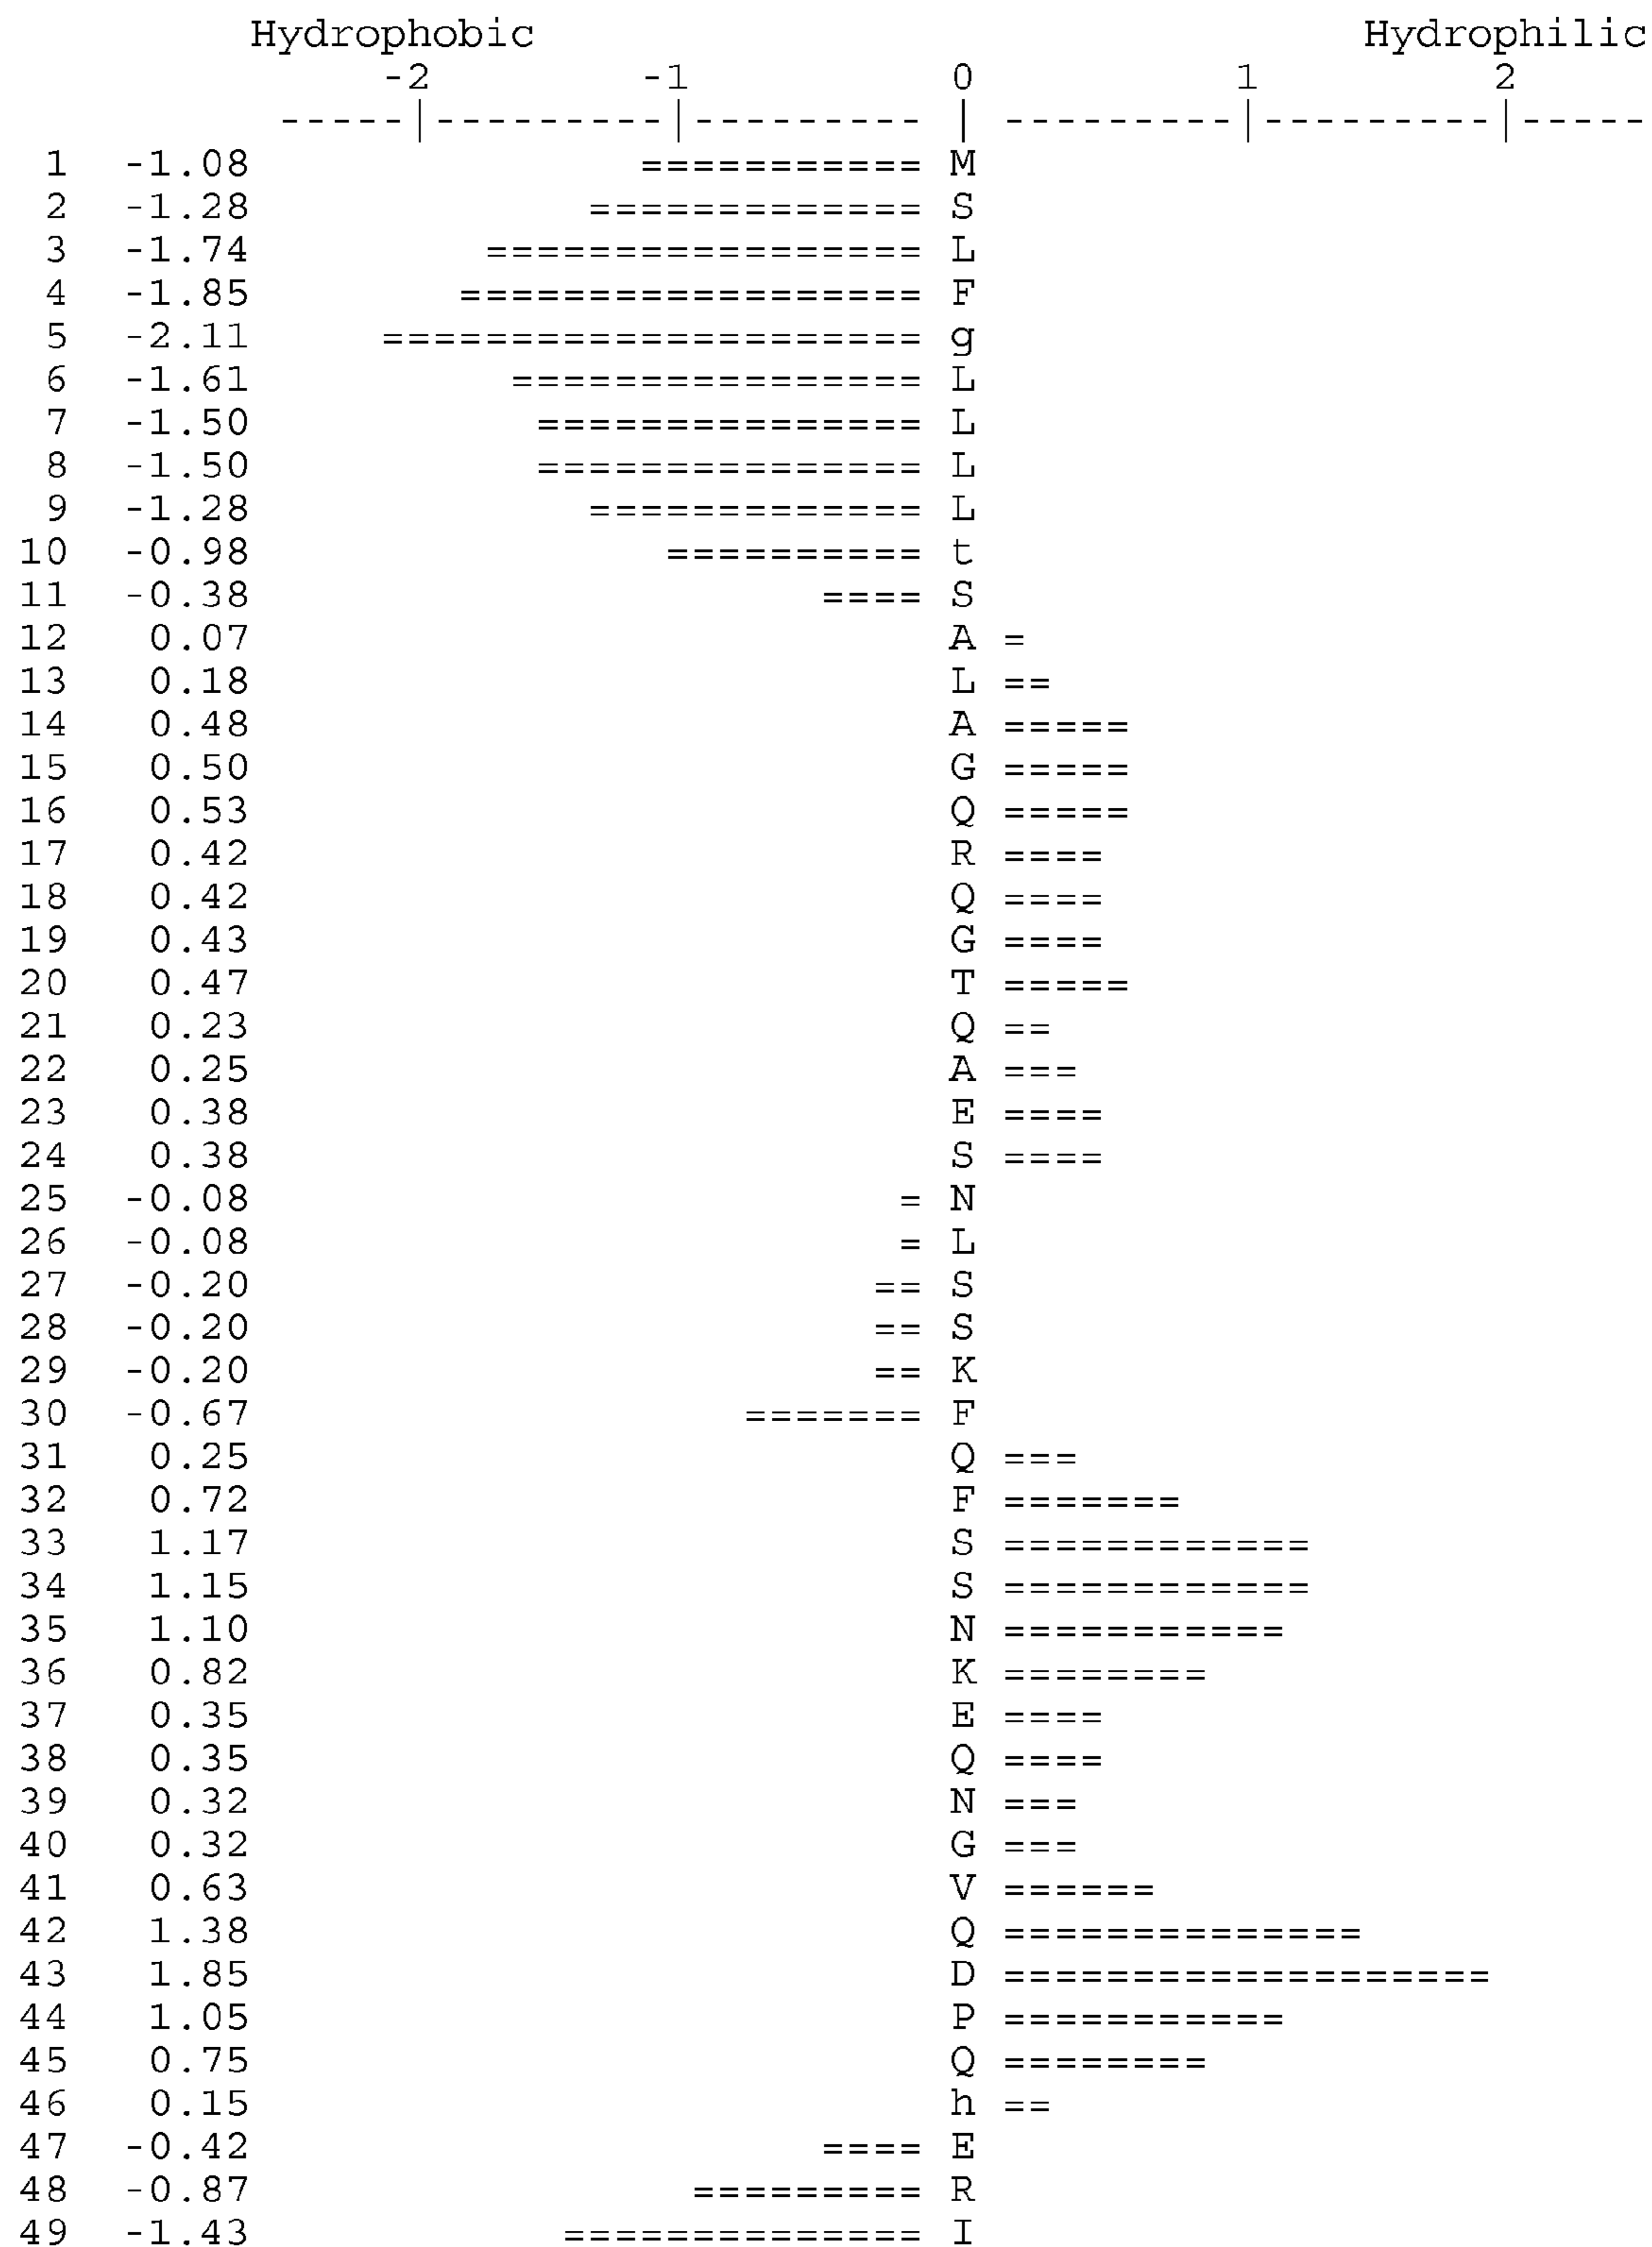 Hydrophobic Hydrophilic
-2 -1 0 1 2
-----|---------|--------- | ---------|---------|-----
1 -1.08 =========== M
2 -1.28 ============= S
3 -1.74 ================= L
4 -1.85 ================== F
5 -2.11 ===================== g
6 -1.61 ================ L
7 -1.50 =============== L
8 -1.50 =============== L
9 -1.28 ============= L
10 -0.98 ========== t
11 -0.38 ==== S
12 0.07 A =
13 0.18 L ==
14 0.48 A =====
15 0.50 G =====
16 0.53 Q =====
17 0.42 R ====
18 0.42 Q ====
19 0.43 G ====
20 0.47 T =====
21 0.23 Q ==
22 0.25 A ===
23 0.38 E ====
24 0.38 S ====
25 -0.08 = N
26 -0.08 = L
27 -0.20 == S
28 -0.20 == S
29 -0.20 == K
30 -0.67 ======= F
31 0.25 Q ===
32 0.72 F =======
33 1.17 S ============
34 1.15 S ============
35 1.10 N ===========
36 0.82 K ========
37 0.35 E ====
38 0.35 Q ====
39 0.32 N ===
40 0.32 G ===
41 0.63 V ======
42 1.38 Q ==============
43 1.85 D ===================
44 1.05 P ===========
45 0.75 Q ========
46 0.15 h ==
47 -0.42 ==== E
48 -0.87 ========= R
49 -1.43 ============== I